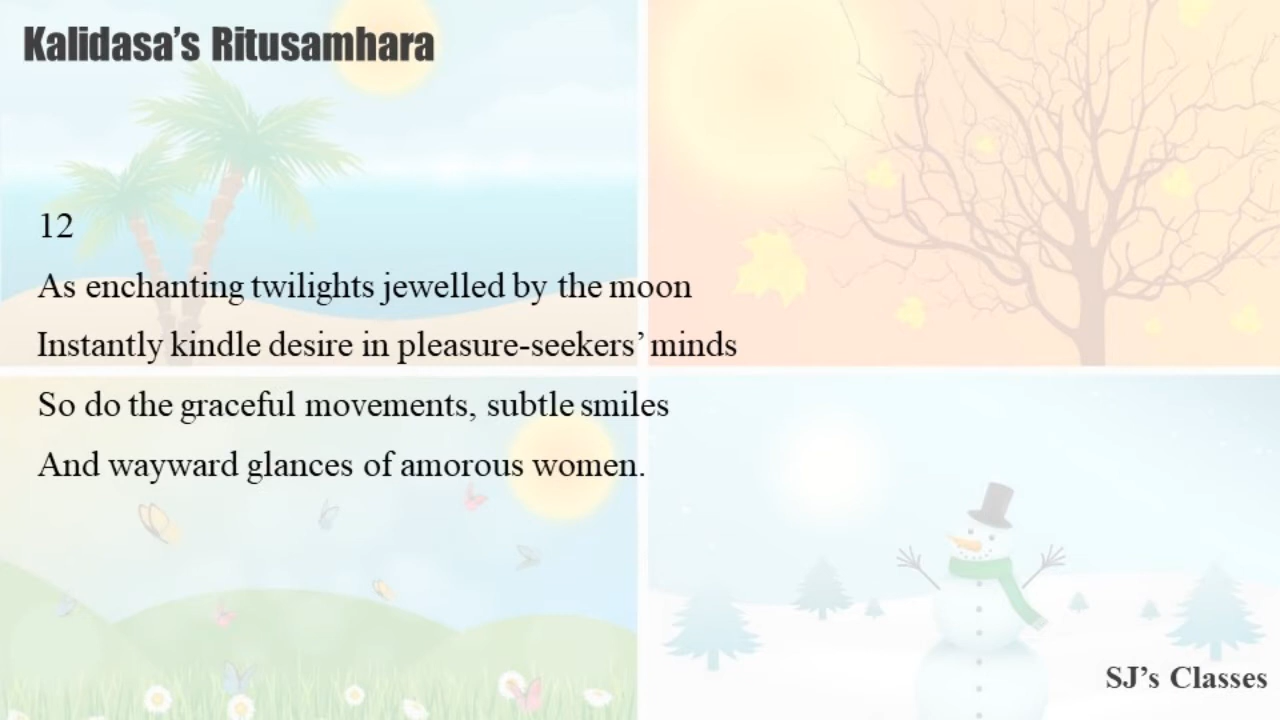 Kalidasa’s Ritusamhara
12
As enchanting twilights jewelled by the moon
Instantly kindle desire in pleasure-seekers’ minds
So do the graceful movements, subtle smiles
And wayward glances of amorous women.
SJ’s Classes